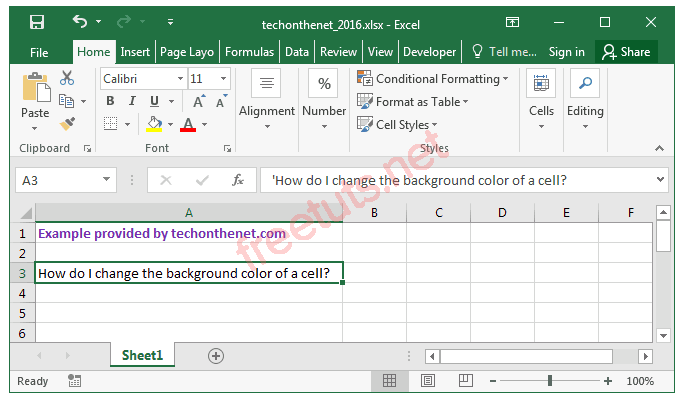 techonthenet_2016.xlsx - Excel
File Home Insert Page Layo Formulas Data Review View Developer Tell me... Sign in Share
Calibri 11
Conditional Formatting
Format as Table
Cell Styles
Paste
B I U A A
A
Alignment
Number
%
Cells
Editing
Clipboard Font Styles
A3 fx 'How do I change the background color of a cell?
A B C D E F
1 Example provided by techonthenet.com
2
3 How do I change the background color of a cell?
4
5
6
Sheet1
Ready 100%
freetuts.net